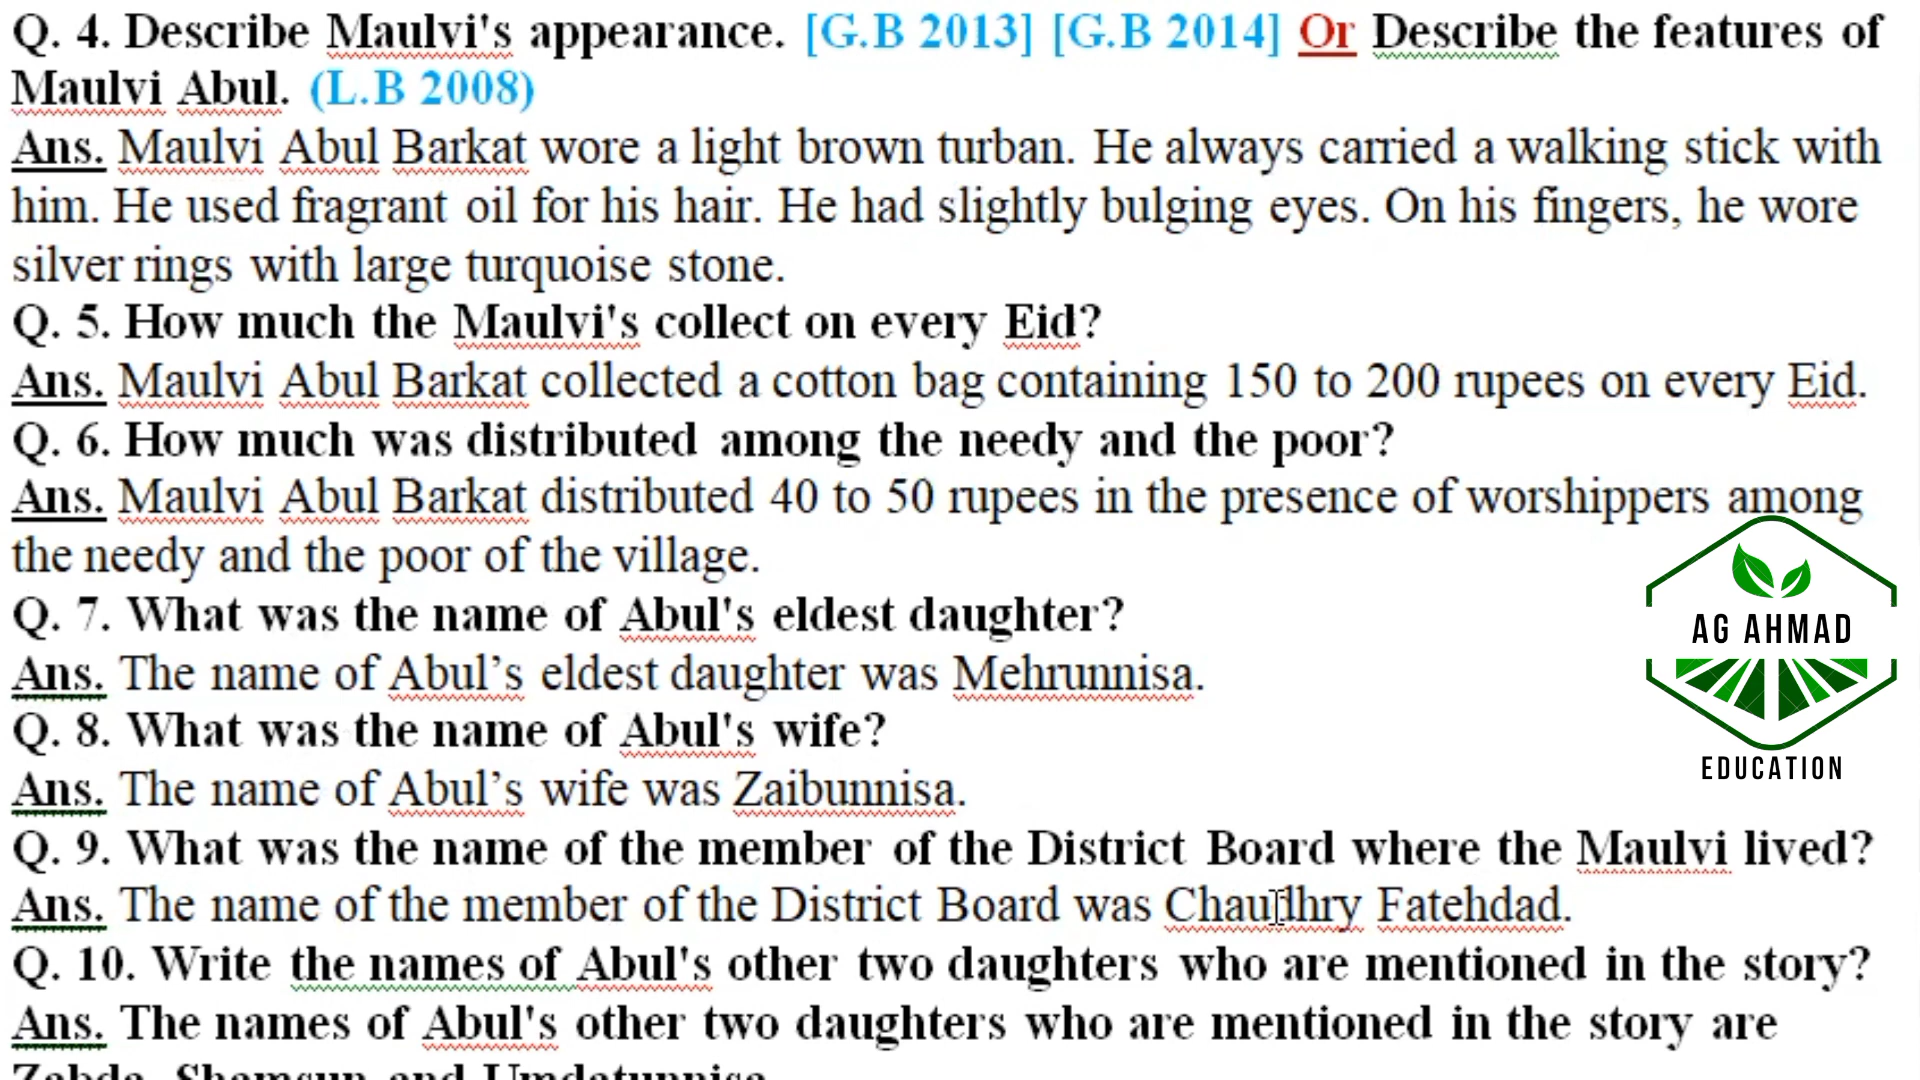 Q. 4. Describe Maulvi's appearance. [G.B 2013] [G.B 2014] Or Describe the features of
Maulvi Abul. (L.B 2008)
Ans. Maulvi Abul Barkat wore a light brown turban. He always carried a walking stick with
him. He used fragrant oil for his hair. He had slightly bulging eyes. On his fingers, he wore
silver rings with large turquoise stone.
Q. 5. How much the Maulvi's collect on every Eid?
Ans. Maulvi Abul Barkat collected a cotton bag containing 150 to 200 rupees on every Eid.
Q. 6. How much was distributed among the needy and the poor?
Ans. Maulvi Abul Barkat distributed 40 to 50 rupees in the presence of worshippers among
the needy and the poor of the village.
Q. 7. What was the name of Abul's eldest daughter?
Ans. The name of Abul’s eldest daughter was Mehrunnisa.
Q. 8. What was the name of Abul's wife?
Ans. The name of Abul’s wife was Zaibunnisa.
Q. 9. What was the name of the member of the District Board where the Maulvi lived?
Ans. The name of the member of the District Board was Chaudhry Fatehdad.
Q. 10. Write the names of Abul's other two daughters who are mentioned in the story?
Ans. The names of Abul's other two daughters who are mentioned in the story are
Zabda, Shamsun and Umdatunnisa
AG AHMAD
EDUCATION